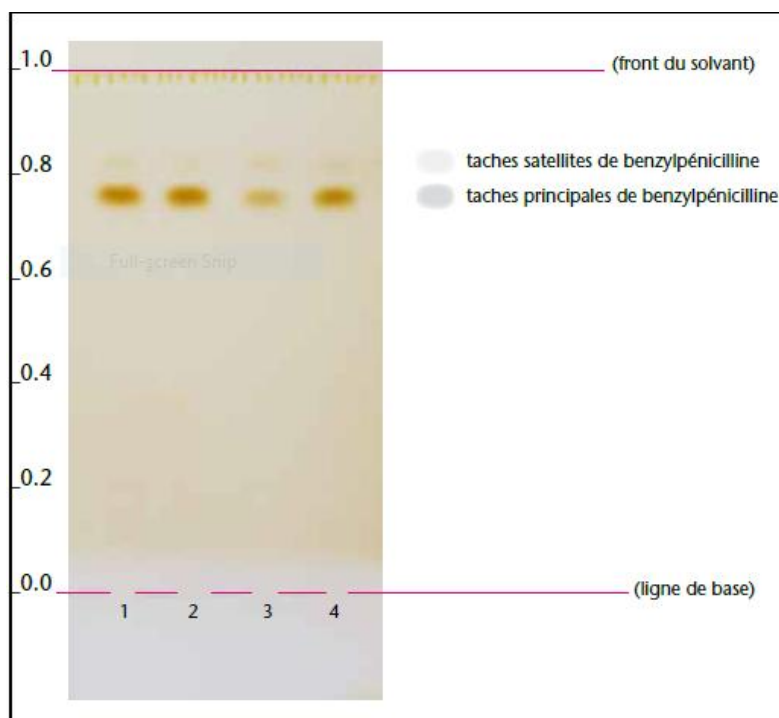 1.0
(front du solvant)
0.8
taches satellites de benzylpénicilline
taches principales de benzylpénicilline
Full-screen Snip
0.6
0.4
0.2
0.0
(ligne de base)
1 2 3 4